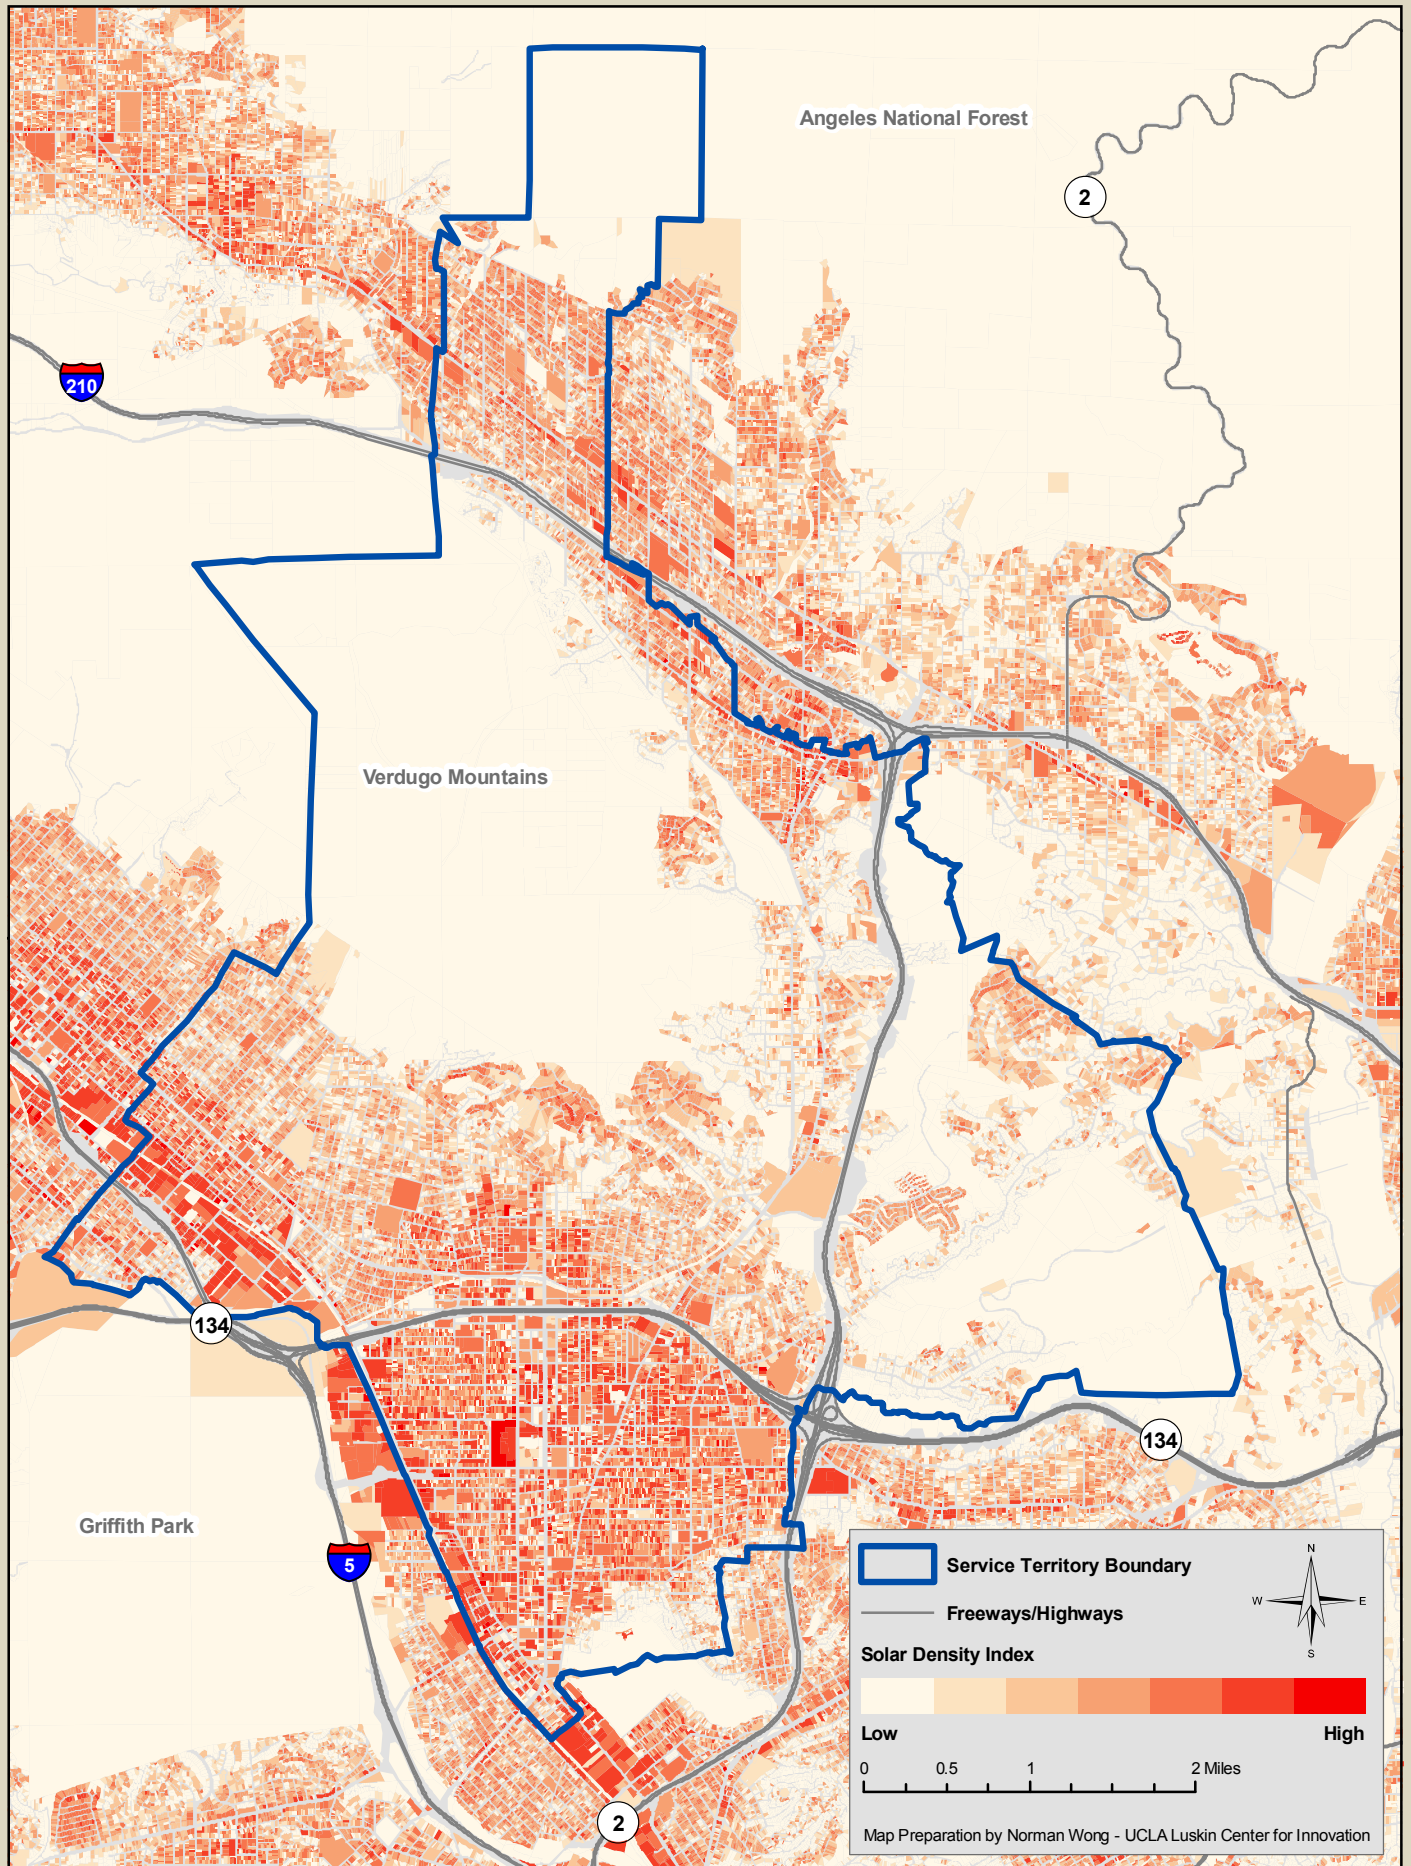 Angeles National Forest
2
210
Verdugo Mountains
134
134
Griffith Park
5
2
Service Territory Boundary
Freeways/Highways
N
W E
S
Solar Density Index
Low High
0 0.5 1 2 Miles
Map Preparation by Norman Wong - UCLA Luskin Center for Innovation